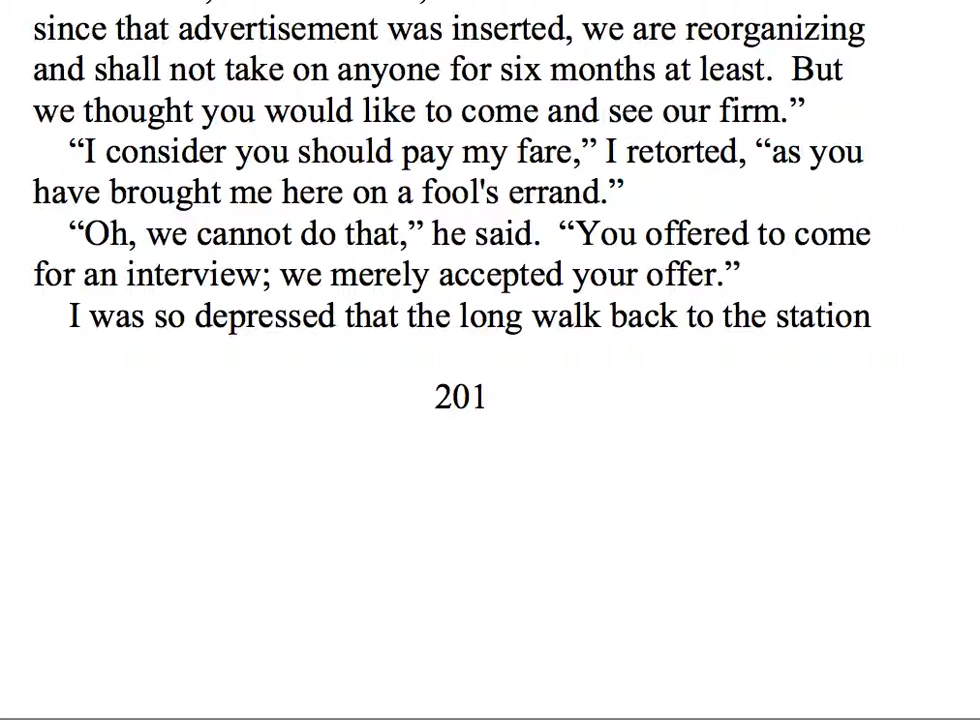 since that advertisement was inserted, we are reorganizing
and shall not take on anyone for six months at least.  But
we thought you would like to come and see our firm.”
“I consider you should pay my fare,” I retorted, “as you
have brought me here on a fool's errand.”
“Oh, we cannot do that,” he said.  “You offered to come
for an interview; we merely accepted your offer.”
I was so depressed that the long walk back to the station
201